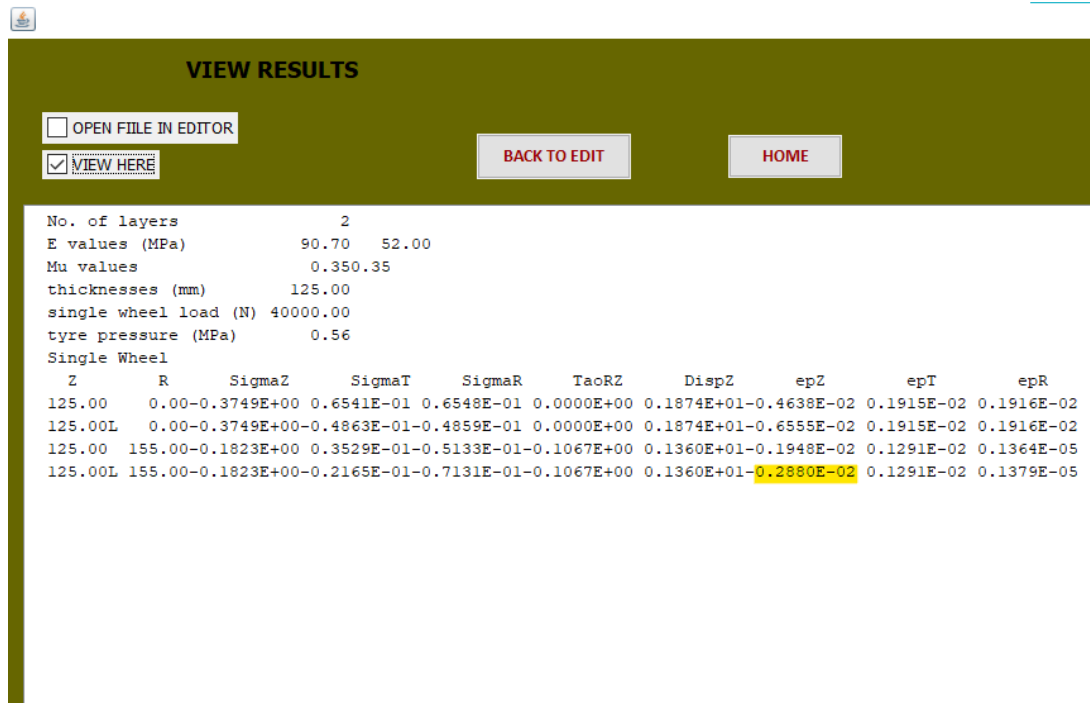 VIEW RESULTS
OPEN FIILE IN EDITOR
VIEW HERE
BACK TO EDIT
HOME
No. of layers 2
E values (MPa) 90.70 52.00
Mu values 0.350.35
thicknesses (mm) 125.00
single wheel load (N) 40000.00
tyre pressure (MPa) 0.56
Single Wheel
Z R SigmaZ SigmaT SigmaR TaoRZ DispZ epZ epT epR
125.00 0.00-0.3749E+00 0.6541E-01 0.6548E-01 0.0000E+00 0.1874E+01-0.4638E-02 0.1915E-02 0.1916E-02
125.00L 0.00-0.3749E+00-0.4863E-01-0.4859E-01 0.0000E+00 0.1874E+01-0.6555E-02 0.1915E-02 0.1916E-02
125.00 155.00-0.1823E+00 0.3529E-01-0.5133E-01-0.1067E+00 0.1360E+01-0.1948E-02 0.1291E-02 0.1364E-05
125.00L 155.00-0.1823E+00-0.2165E-01-0.7131E-01-0.1067E+00 0.1360E+01-0.2880E-02 0.1291E-02 0.1379E-05